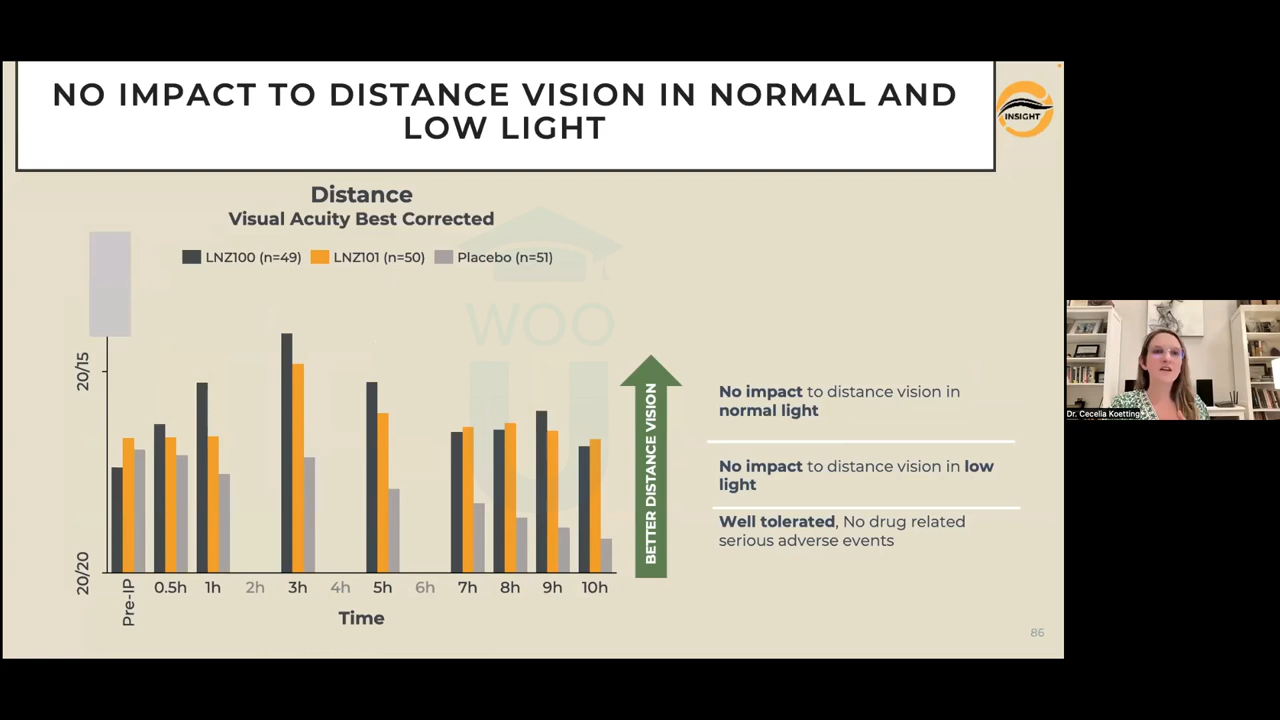 NO IMPACT TO DISTANCE VISION IN NORMAL AND
LOW LIGHT
INSIGHT
Distance
Visual Acuity Best Corrected
LNZ100 (n=49) LNZ101 (n=50) Placebo (n=51)
WOO
U
20/15
20/20
Pre-IP 0.5h 1h 2h 3h 4h 5h 6h 7h 8h 9h 10h
Time
BETTER DISTANCE VISION
No impact to distance vision in
normal light
No impact to distance vision in low
light
Well tolerated, No drug related
serious adverse events
86
Dr. Cecelia Koetting